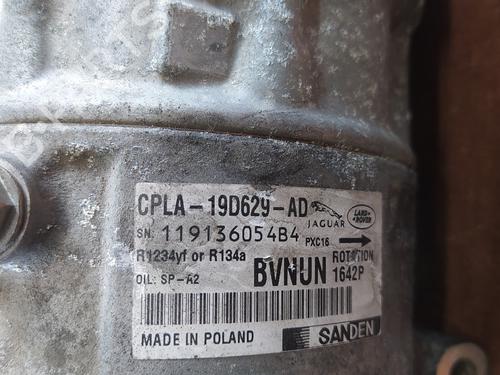 CPLA-19D629-AD
JAGUAR
LAND ROVER
SN: 119136054B4
PXC16
R1234yf or R134a
BVNUN
ROTATION
OIL: SP-A2
1642P
MADE IN POLAND
SANDEN